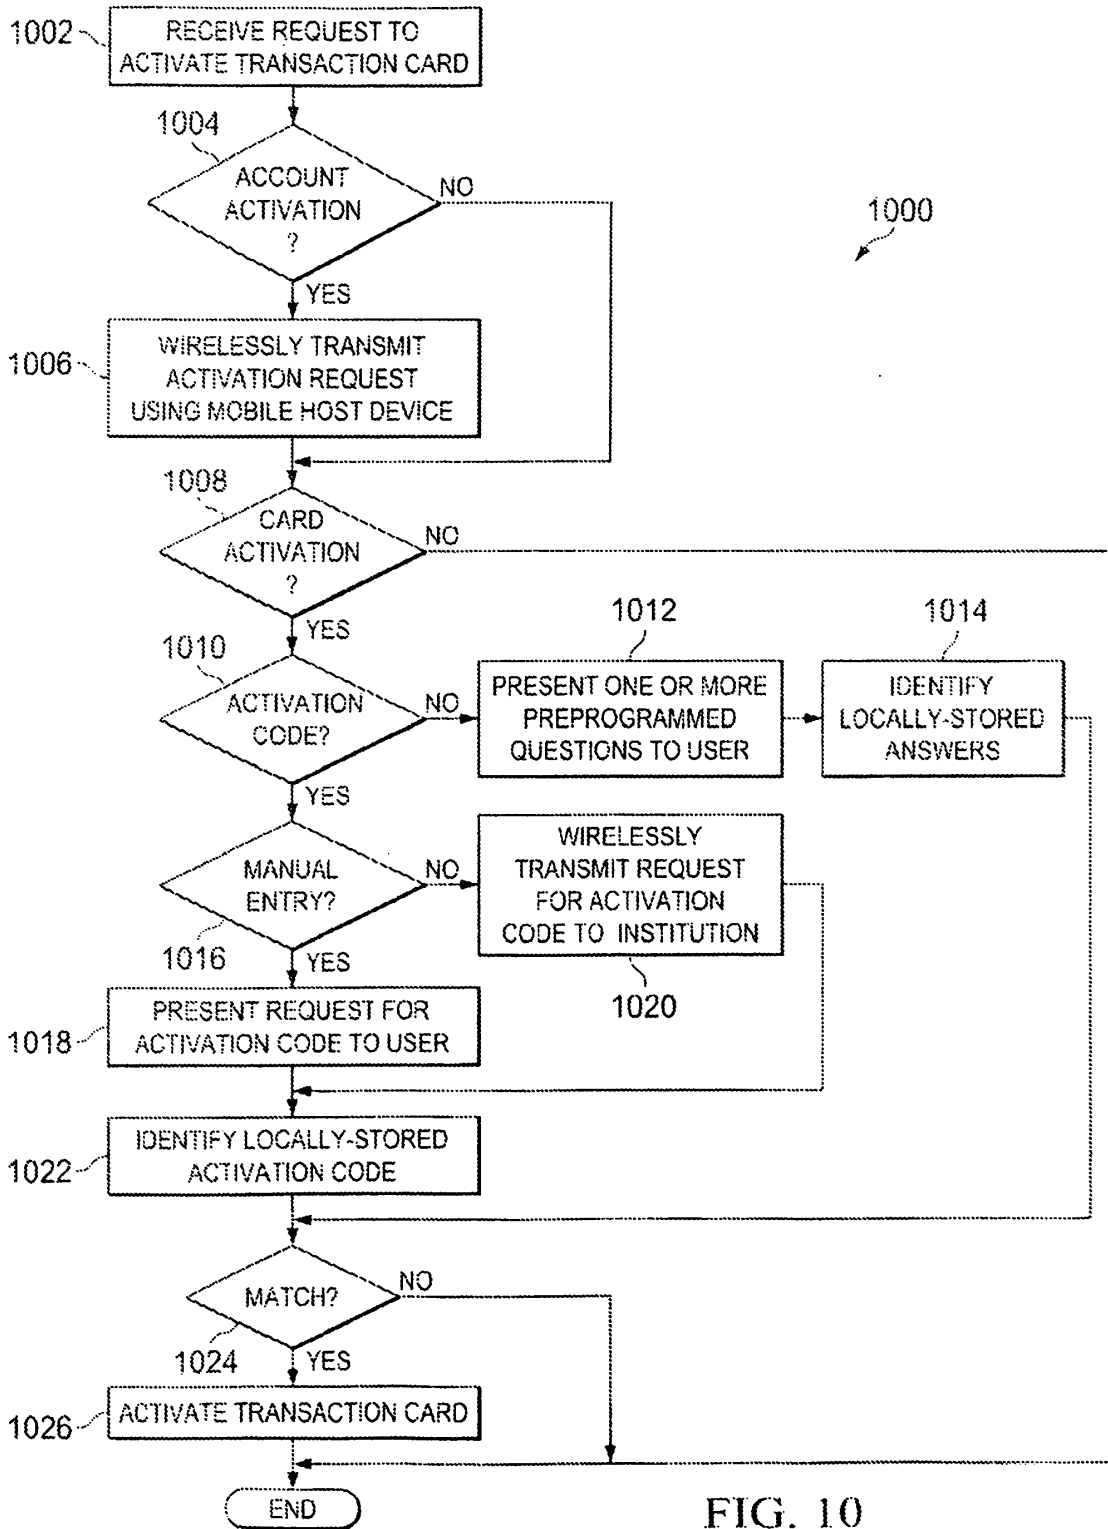 1002
RECEIVE REQUEST TO
ACTIVATE TRANSACTION CARD
1004
ACCOUNT
ACTIVATION
?
NO
1000
YES
1006
WIRELESSLY TRANSMIT
ACTIVATION REQUEST
USING MOBILE HOST DEVICE
1008
CARD
ACTIVATION
?
NO
YES
1010
ACTIVATION
CODE?
NO
1012
PRESENT ONE OR MORE
PREPROGRAMMED
QUESTIONS TO USER
1014
IDENTIFY
LOCALLY-STORED
ANSWERS
YES
MANUAL
ENTRY?
1016
NO
WIRELESSLY
TRANSMIT REQUEST
FOR ACTIVATION
CODE TO INSTITUTION
1020
YES
1018
PRESENT REQUEST FOR
ACTIVATION CODE TO USER
1022
IDENTIFY LOCALLY-STORED
ACTIVATION CODE
MATCH?
NO
1024
YES
1026
ACTIVATE TRANSACTION CARD
END
FIG. 10